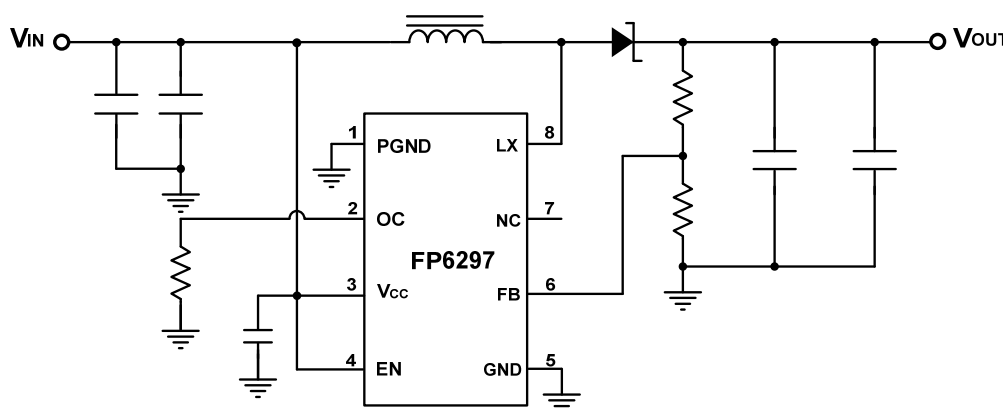 VIN
VOUT
1 PGND
LX 8
2 OC
NC 7
FP6297
3 VCC
FB 6
4 EN
GND 5